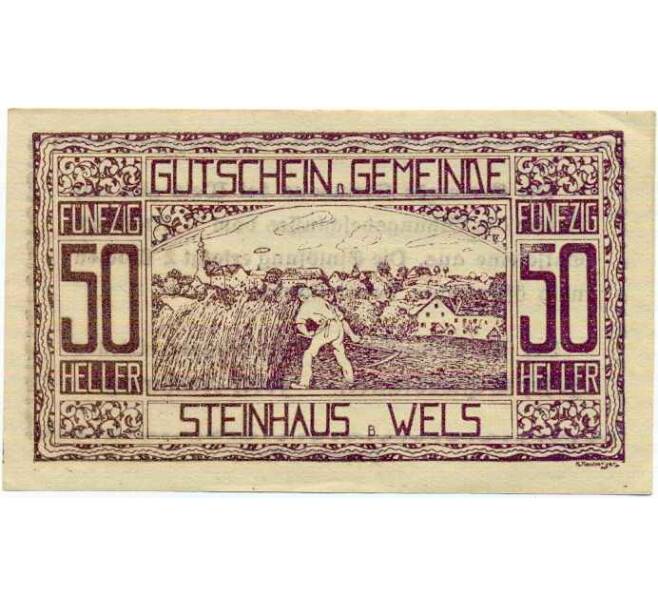 GUTSCHEIN D. GEMEINDE
FÜNFZIG FÜNFZIG
50 50
HELLER HELLER
STEINHAUS B. WELS